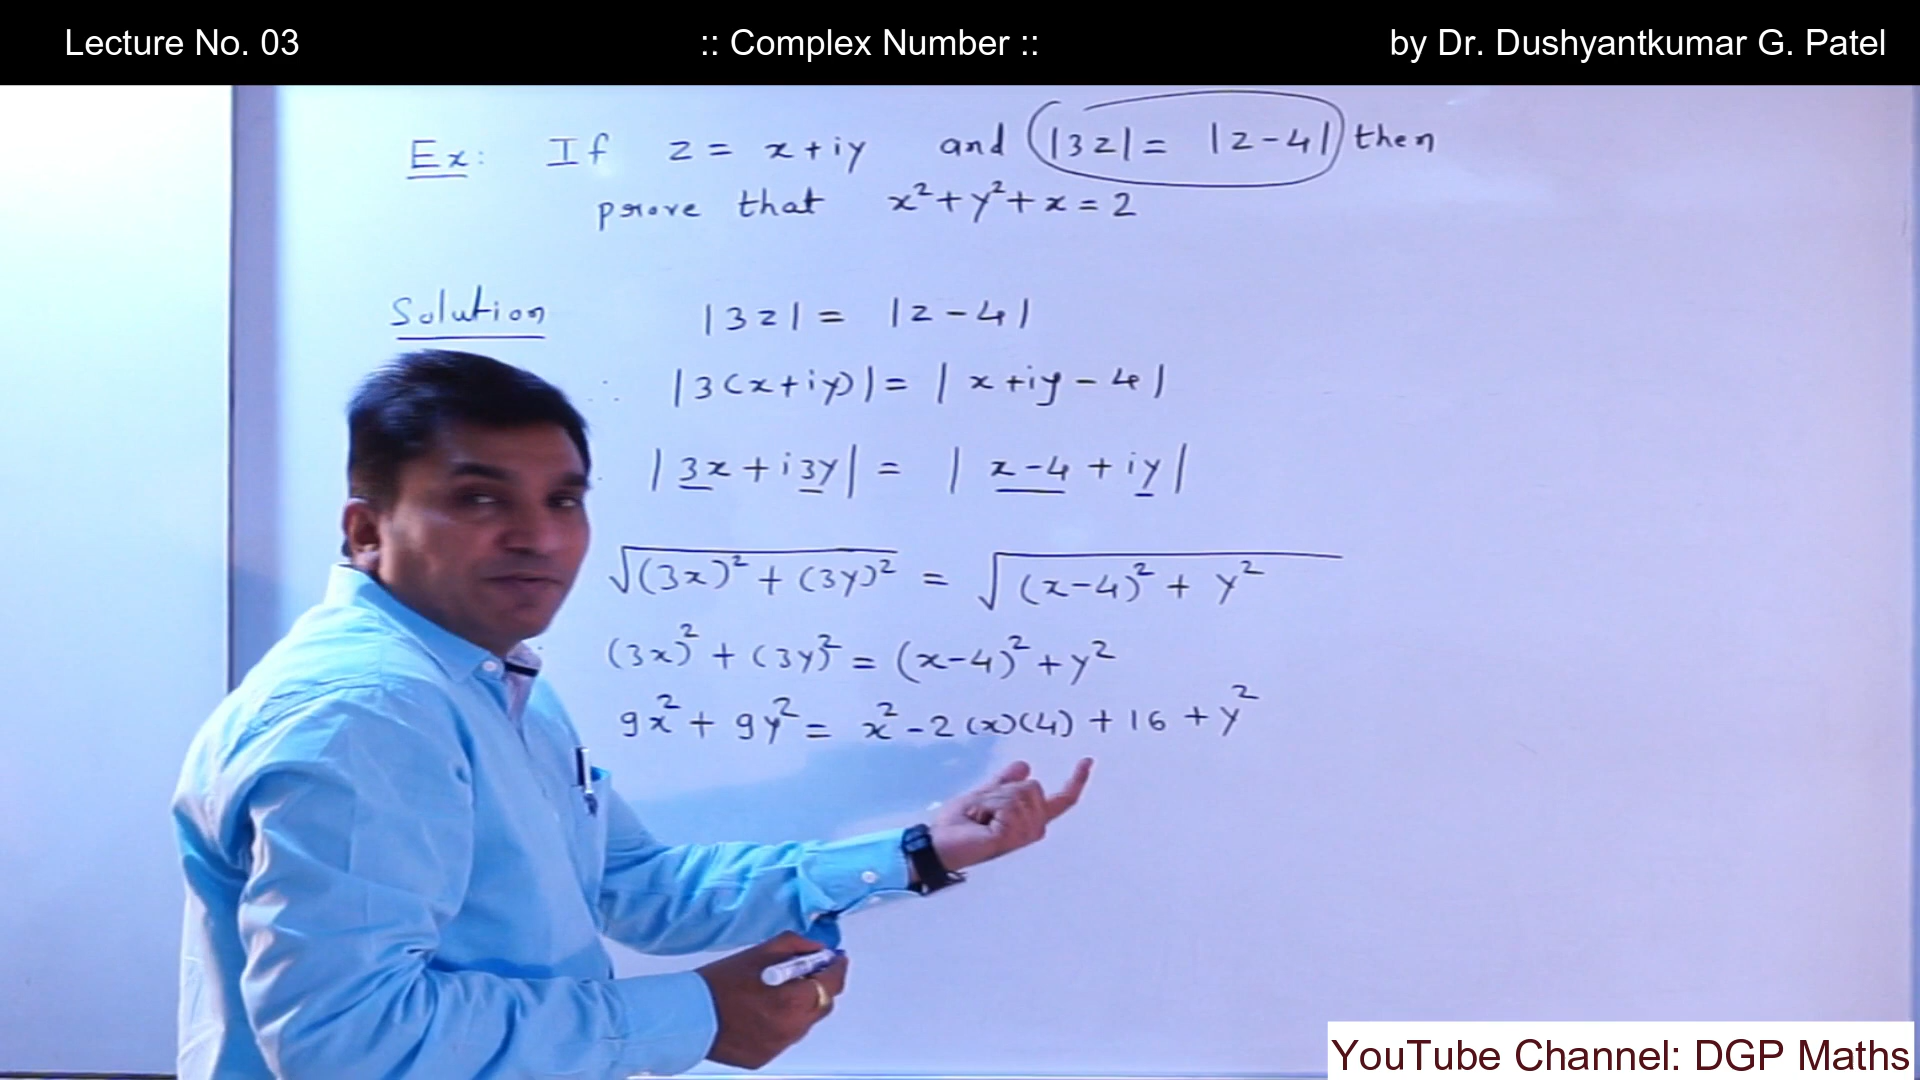 Lecture No. 03 :: Complex Number :: by Dr. Dushyantkumar G. Patel
Ex: If z = x+iy and |3z| = |z-4| then
prove that x²+y²+x=2
Solution |3z| = |z-4|
∴ |3(x+iy)| = |x+iy-4|
|3x+i3y| = |x-4+iy|
√((3x)²+(3y)²) = √((x-4)²+y²)
(3x)²+(3y)² = (x-4)²+y²
9x²+9y² = x²-2(x)(4)+16+y²
YouTube Channel: DGP Maths